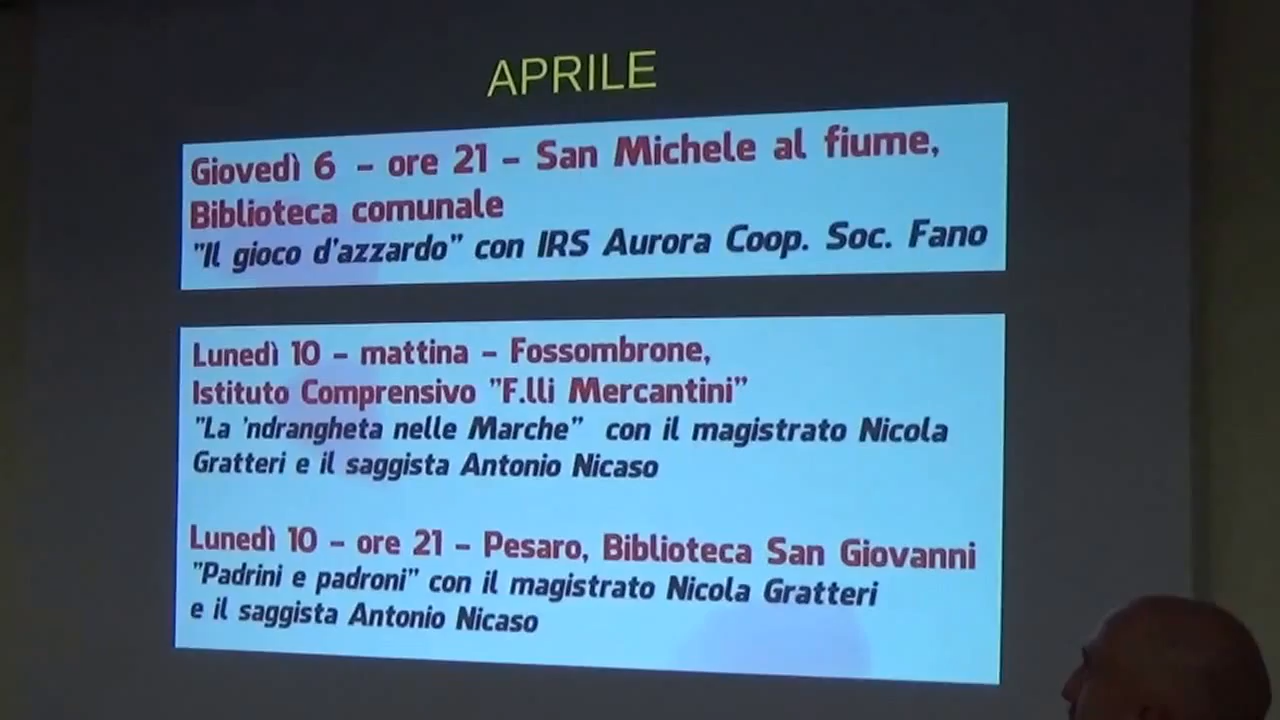 APRILE
Giovedì 6 – ore 21 – San Michele al fiume,
Biblioteca comunale
"Il gioco d'azzardo" con IRS Aurora Coop. Soc. Fano
Lunedì 10 – mattina – Fossombrone,
Istituto Comprensivo "F.lli Mercantini"
"La 'ndrangheta nelle Marche" con il magistrato Nicola
Gratteri e il saggista Antonio Nicaso
Lunedì 10 – ore 21 – Pesaro, Biblioteca San Giovanni
"Padrini e padroni" con il magistrato Nicola Gratteri
e il saggista Antonio Nicaso